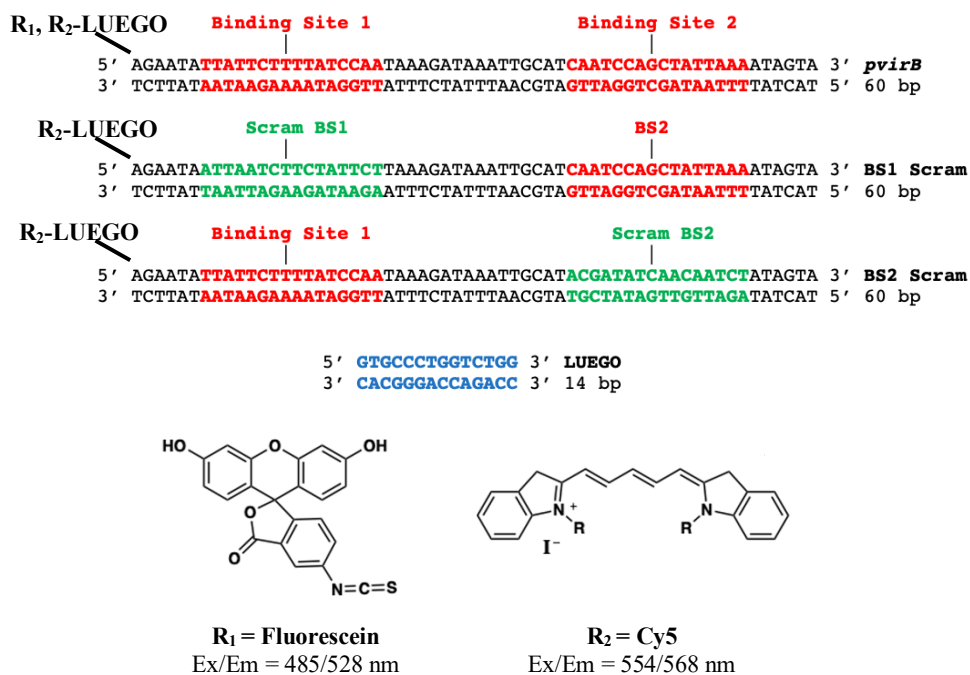 R₁, R₂-LUEGO
Binding Site 1 Binding Site 2
5' AGAATATTATTCTTTTATCCAATAAAGATAAATTGCATCAATCCAGCTATTAAAATAGTA 3' pvirB
3' TCTTATAATAAGAAAATAGGTTATTTCTATTTAACGTAGTTAGGTCGATAATTTTATCAT 5' 60 bp
R₂-LUEGO
Scram BS1 BS2
5' AGAATAATTAATCTTCTATTCTTAAAGATAAATTGCATCAATCCAGCTATTAAAATAGTA 3' BS1 Scram
3' TCTTATTAATTAGAAGATAAGAATTTCTATTTAACGTAGTTAGGTCGATAATTTTATCAT 5' 60 bp
R₂-LUEGO
Binding Site 1 Scram BS2
5' AGAATATTATTCTTTTATCCAATAAAGATAAATTGCATACGATATCAACAATCTATAGTA 3' BS2 Scram
3' TCTTATAATAAGAAAATAGGTTATTTCTATTTAACGTATGCTATAGTTGTTAGATATCAT 5' 60 bp
5' GTGCCCTGGTCTGG 3' LUEGO
3' CACGGGACCAGACC 3' 14 bp
HO O OH
O
O
N=C=S
N + N
R R
I⁻
R₁ = Fluorescein R₂ = Cy5
Ex/Em = 485/528 nm Ex/Em = 554/568 nm